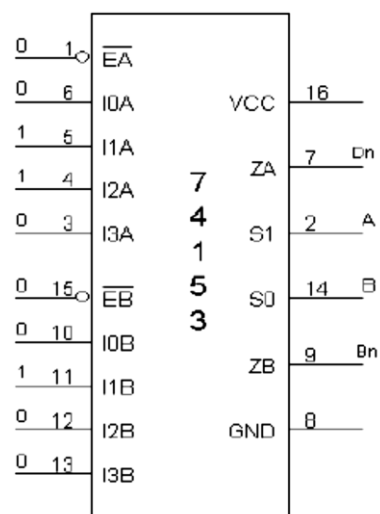 0 1 EA
0 6 I0A VCC 16
1 5 I1A ZA 7 Dn
1 4 I2A 7
0 3 I3A 4 S1 2 A
1
0 15 EB 5 S0 14 B
0 10 I0B 3
1 11 I1B ZB 9 Bn
0 12 I2B GND 8
0 13 I3B